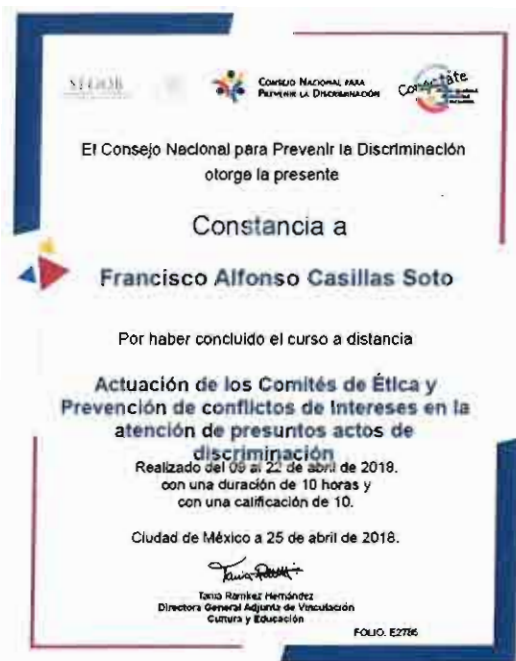 SEGOB
CONSEJO NACIONAL PARA
PREVENIR LA DISCRIMINACIÓN
Conéctate
El Consejo Nacional para Prevenir la Discriminación
otorga la presente
Constancia a
Francisco Alfonso Casillas Soto
Por haber concluido el curso a distancia
Actuación de los Comités de Ética y
Prevención de conflictos de Intereses en la
atención de presuntos actos de
discriminación
Realizado del 09 al 22 de abril de 2018.
con una duración de 10 horas y
con una calificación de 10.
Ciudad de México a 25 de abril de 2018.
Tania Ramírez Hernández
Directora General Adjunta de Vinculación
Cultura y Educación
FOLIO. E2786